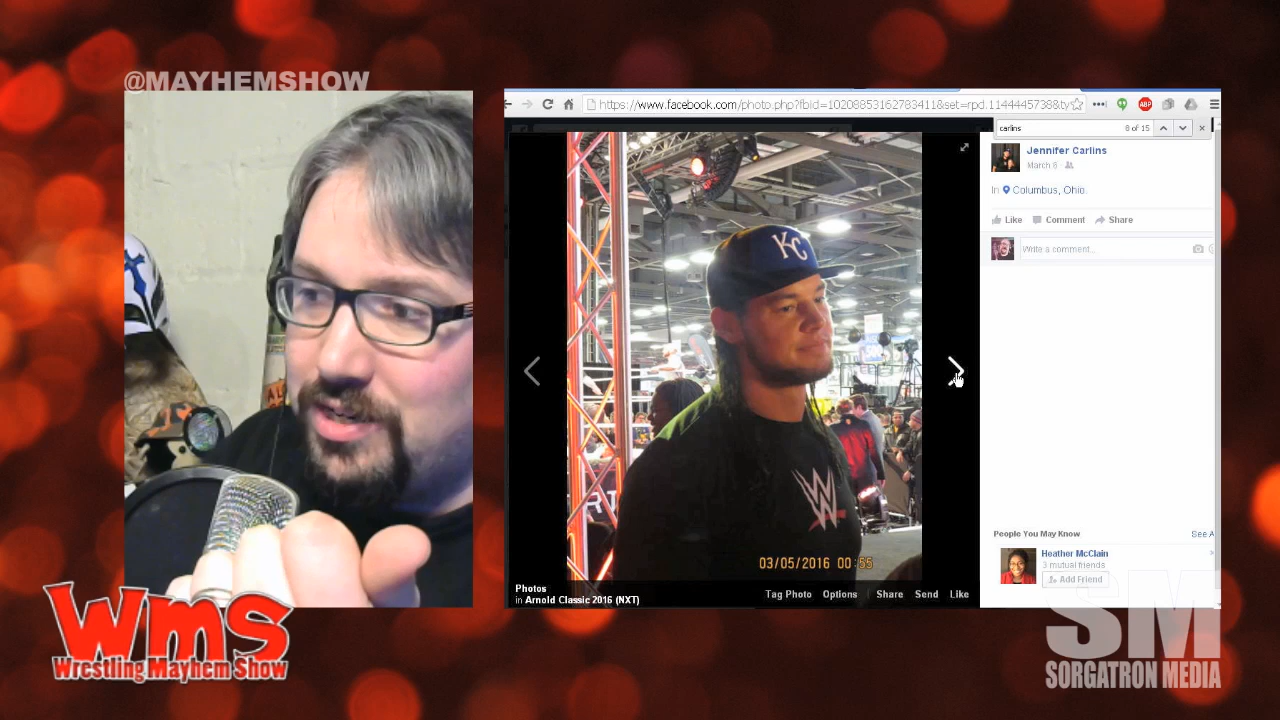 @MAYHEMSHOW
https://www.facebook.com/photo.php?fbid=10208853162783411&set=rpd.1144445738&ty
ABP
carlins
8 of 15
Jennifer Carlins
March 6
In Columbus, Ohio.
Like Comment Share
Write a comment...
KC
W
03/05/2016 00:55
Photos
in Arnold Classic 2016 (NXT)
Tag Photo Options Share Send Like
People You May Know
See A
Heather McClain
3 mutual friends
Add Friend
WMS
Wrestling Mayhem Show
SM
SORGATRON MEDIA